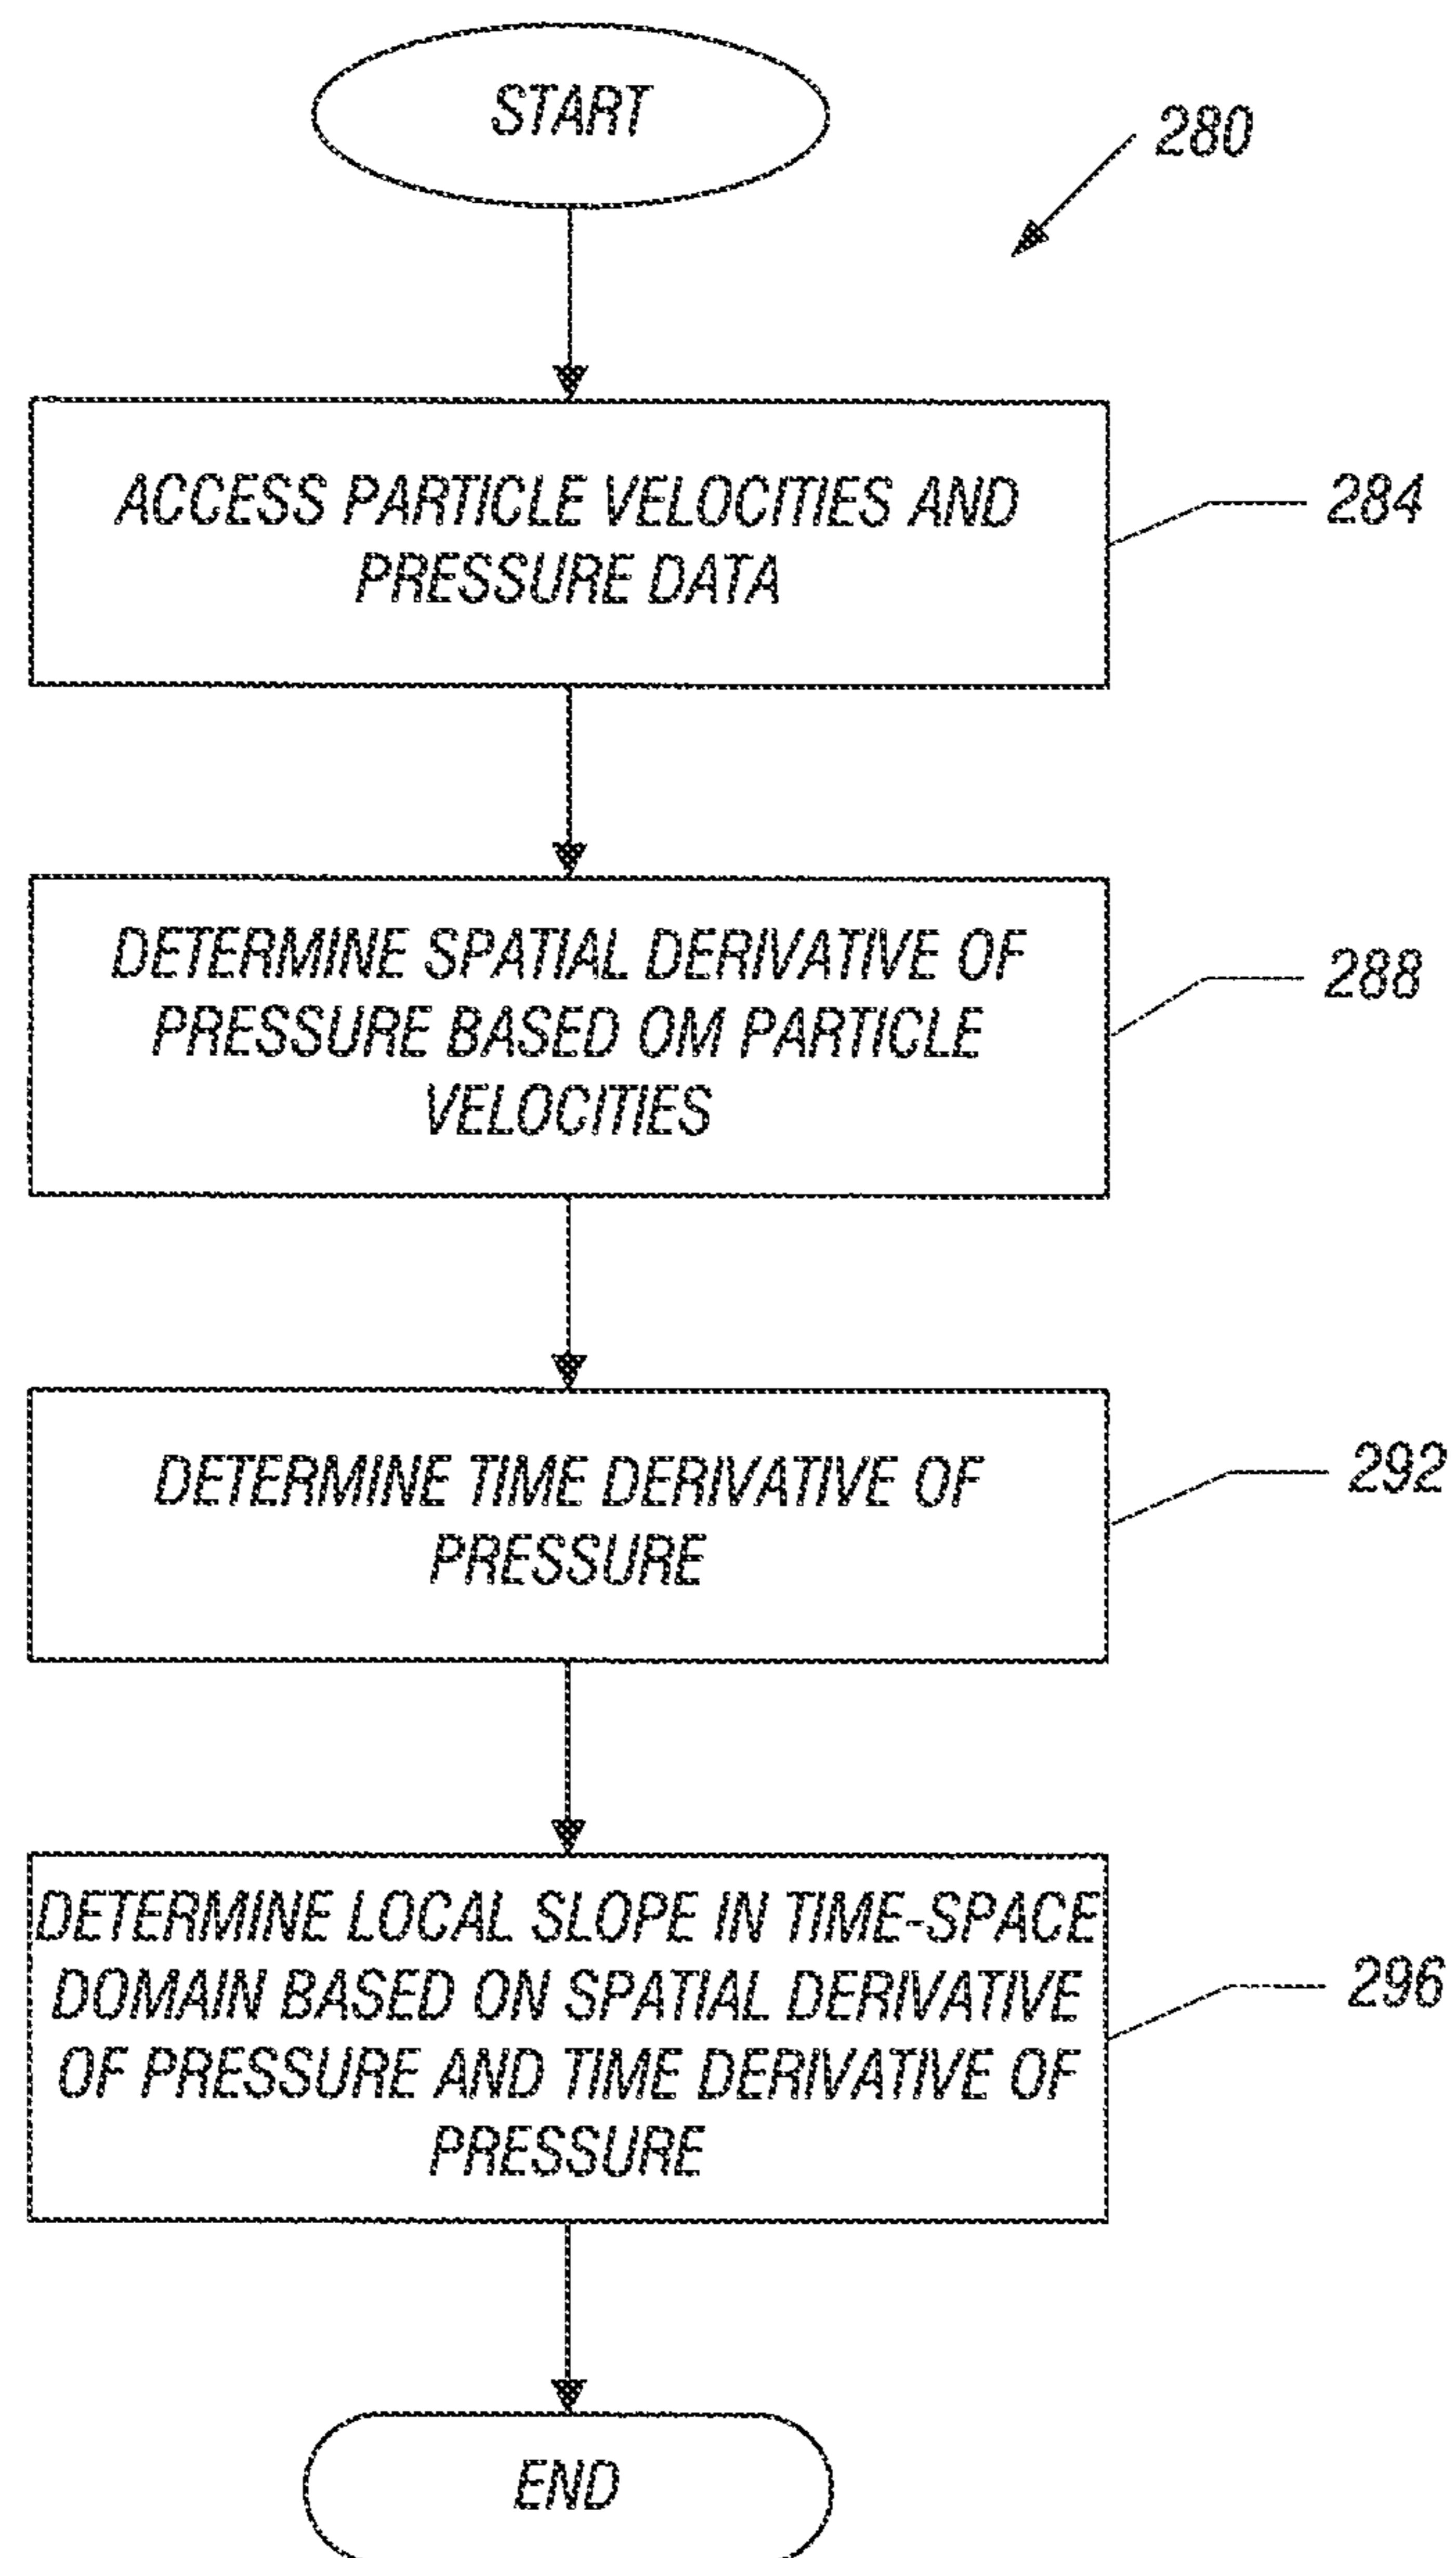 START
280
ACCESS PARTICLE VELOCITIES AND
PRESSURE DATA
284
DETERMINE SPATIAL DERIVATIVE OF
PRESSURE BASED OM PARTICLE
VELOCITIES
288
DETERMINE TIME DERIVATIVE OF
PRESSURE
292
DETERMINE LOCAL SLOPE IN TIME-SPACE
DOMAIN BASED ON SPATIAL DERIVATIVE
OF PRESSURE AND TIME DERIVATIVE OF
PRESSURE
296
END